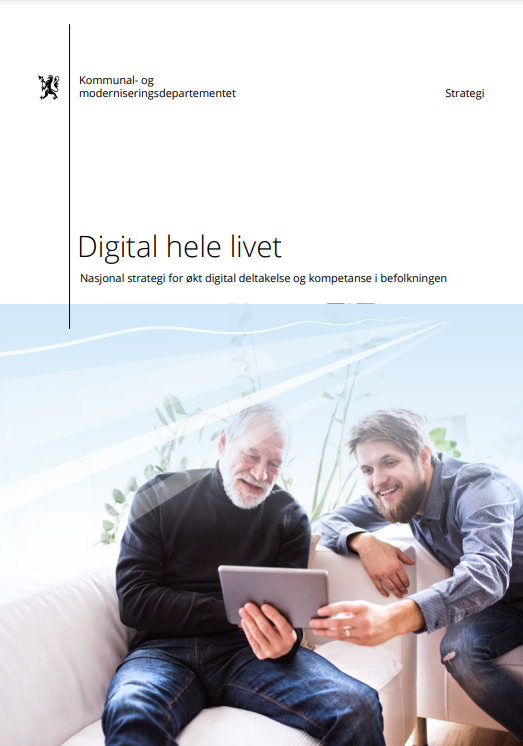 Kommunal- og
moderniseringsdepartementet
Strategi
Digital hele livet
Nasjonal strategi for økt digital deltakelse og kompetanse i befolkningen